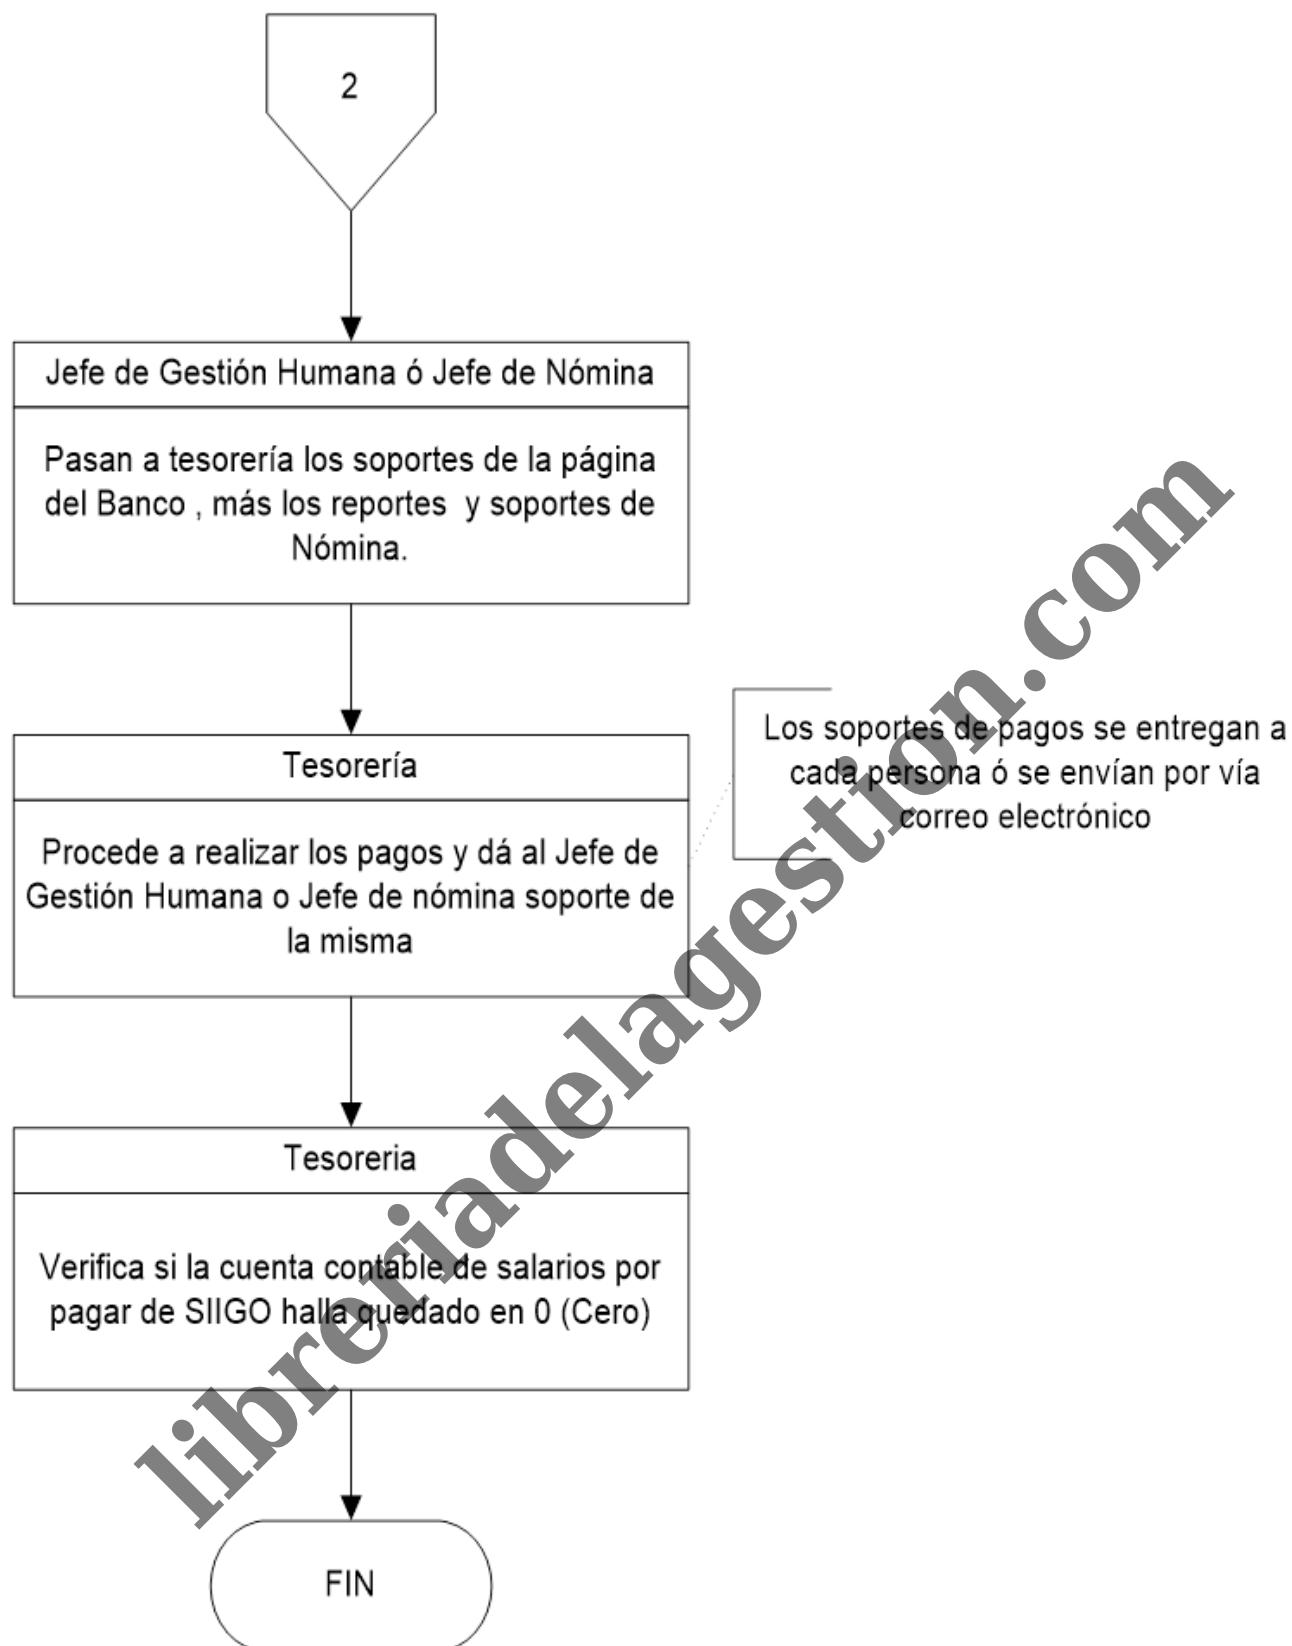 2
Jefe de Gestión Humana ó Jefe de Nómina
Pasan a tesorería los soportes de la página
del Banco , más los reportes y soportes de
Nómina.
Tesorería
Procede a realizar los pagos y dá al Jefe de
Gestión Humana o Jefe de nómina soporte de
la misma
Los soportes de pagos se entregan a
cada persona ó se envían por vía
correo electrónico
Tesoreria
Verifica si la cuenta contable de salarios por
pagar de SIIGO halla quedado en 0 (Cero)
FIN
libreriadelagestion.com